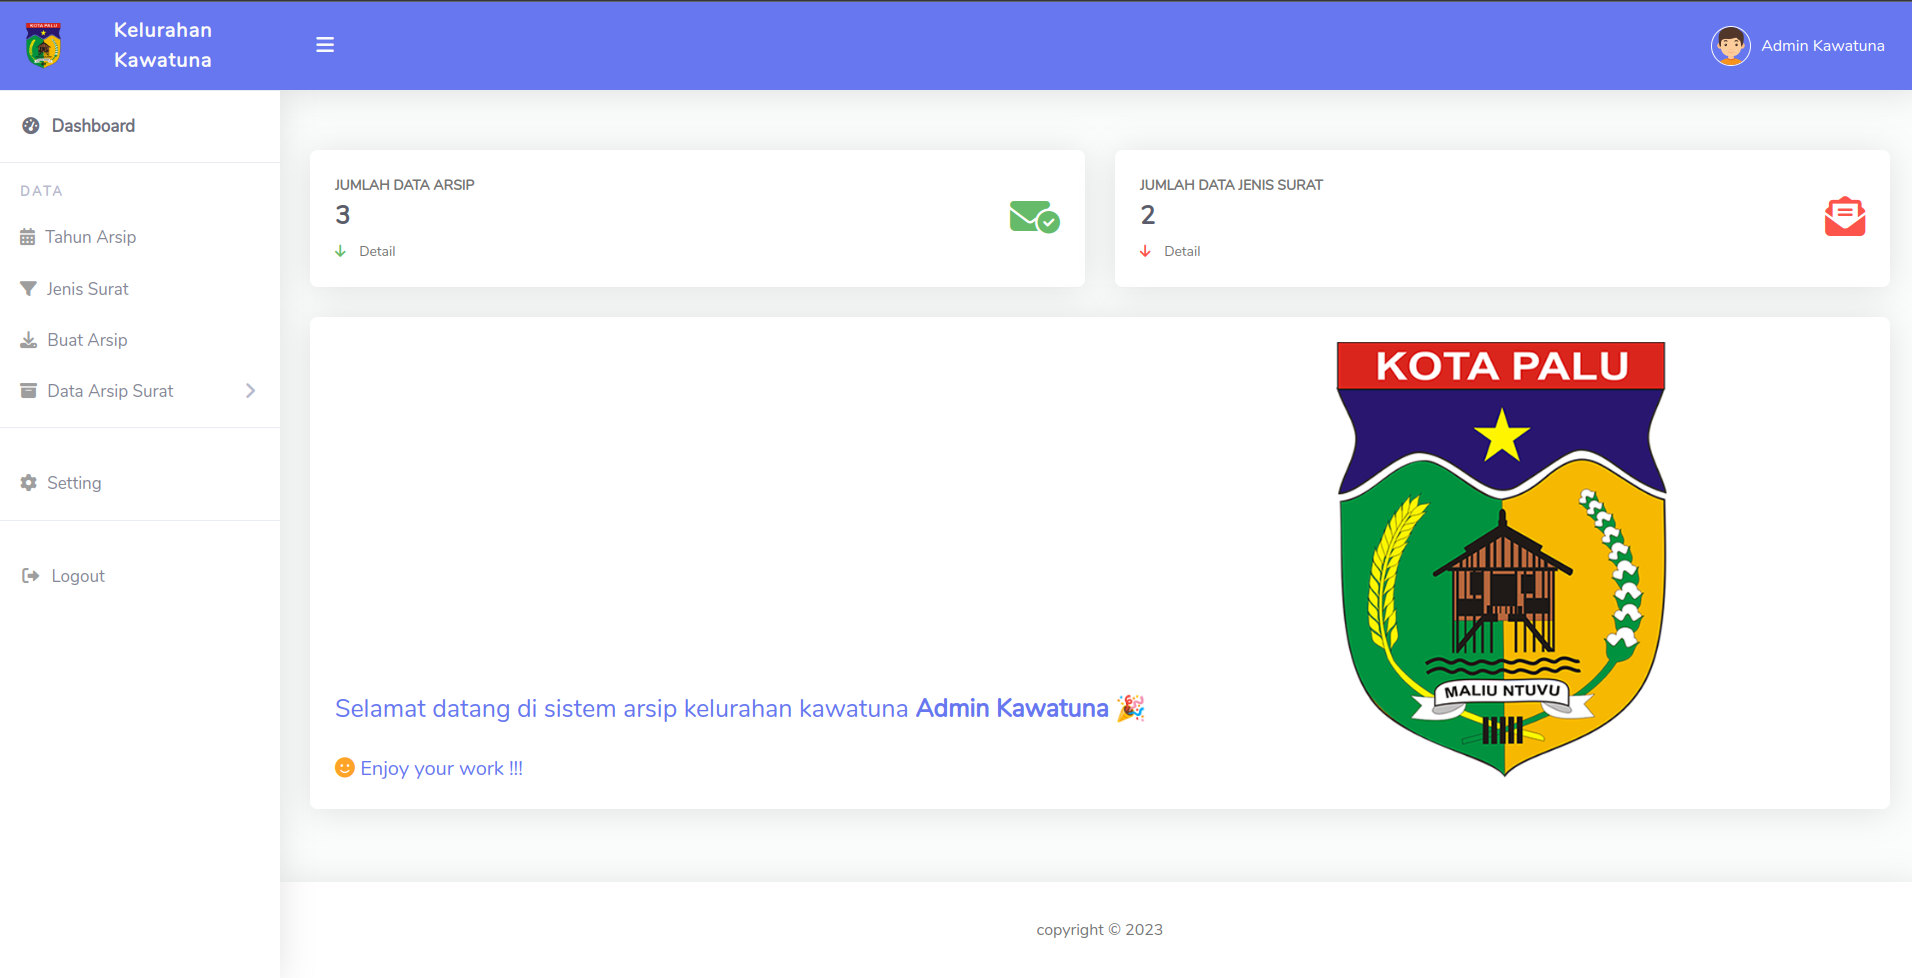 KOTA PALU
Kelurahan
Kawatuna
Admin Kawatuna
Dashboard
DATA
Tahun Arsip
Jenis Surat
Buat Arsip
Data Arsip Surat
Setting
Logout
JUMLAH DATA ARSIP
3
Detail
JUMLAH DATA JENIS SURAT
2
Detail
KOTA PALU
MALIU NTUVU
Selamat datang di sistem arsip kelurahan kawatuna Admin Kawatuna 🎉
Enjoy your work !!!
copyright © 2023